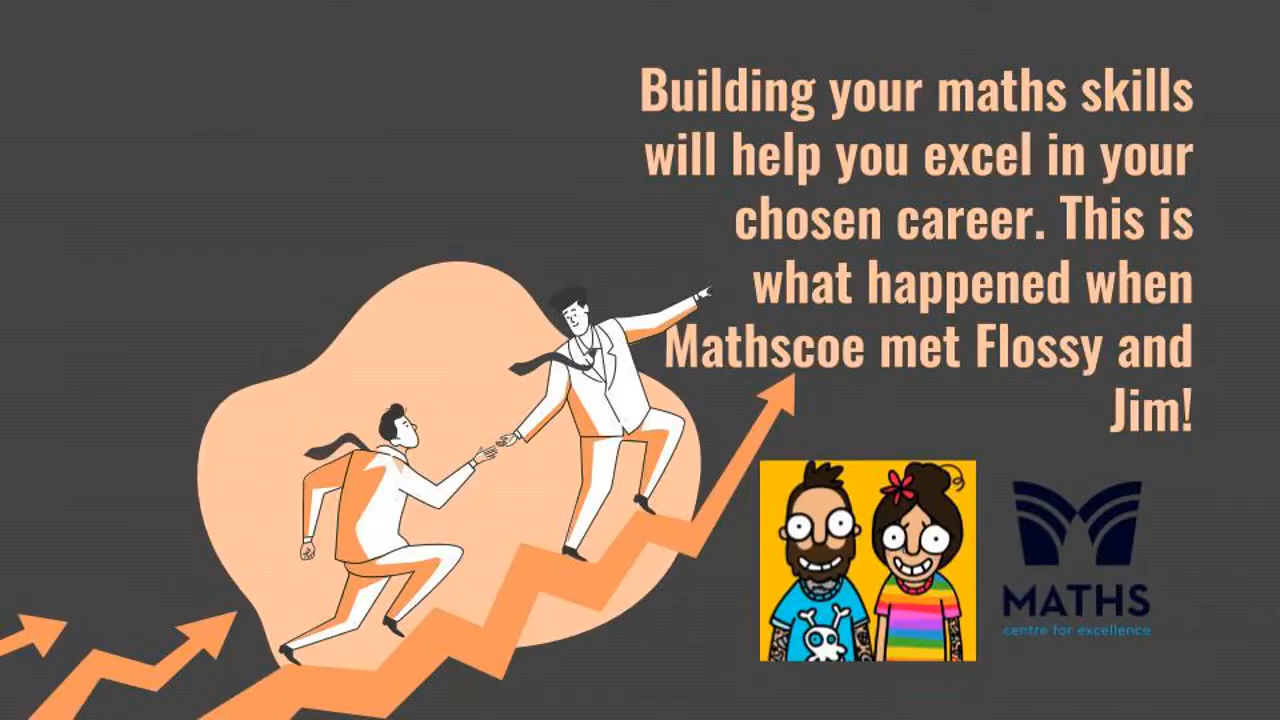 Building your maths skills
will help you excel in your
chosen career. This is
what happened when
Mathscoe met Flossy and
Jim!
MATHS
centre for excellence